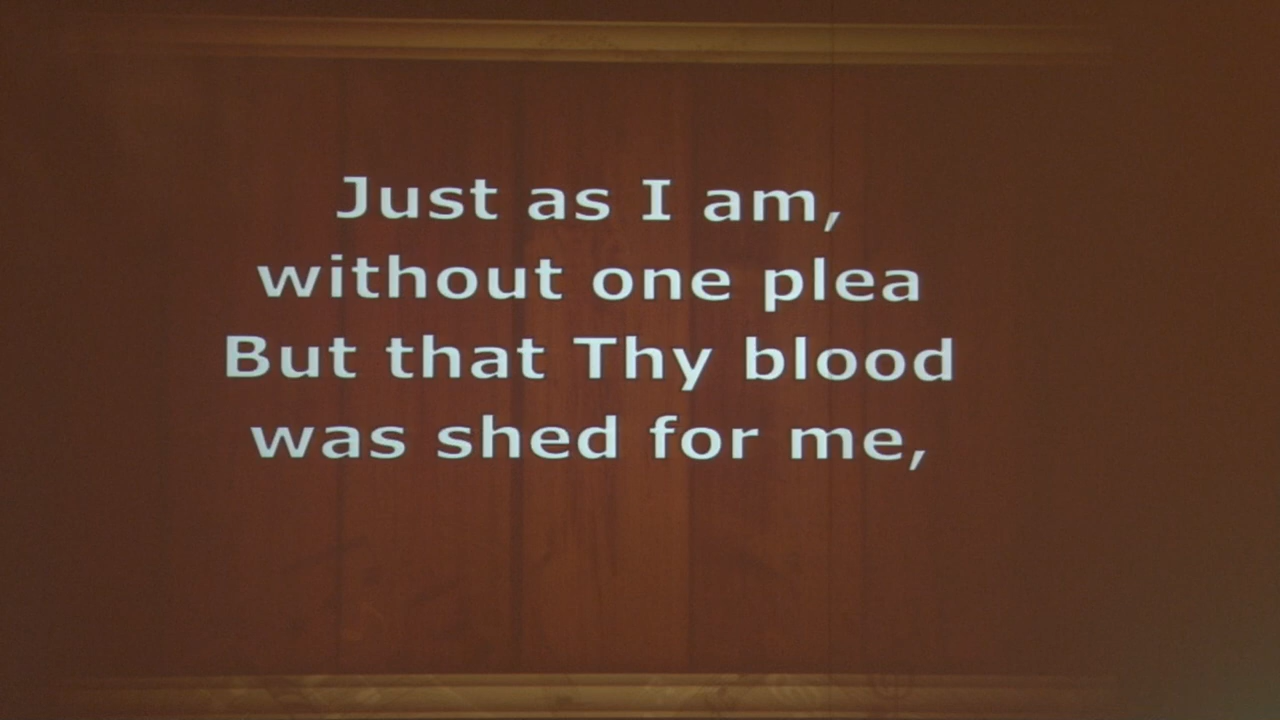 Just as I am,
without one plea
But that Thy blood
was shed for me,